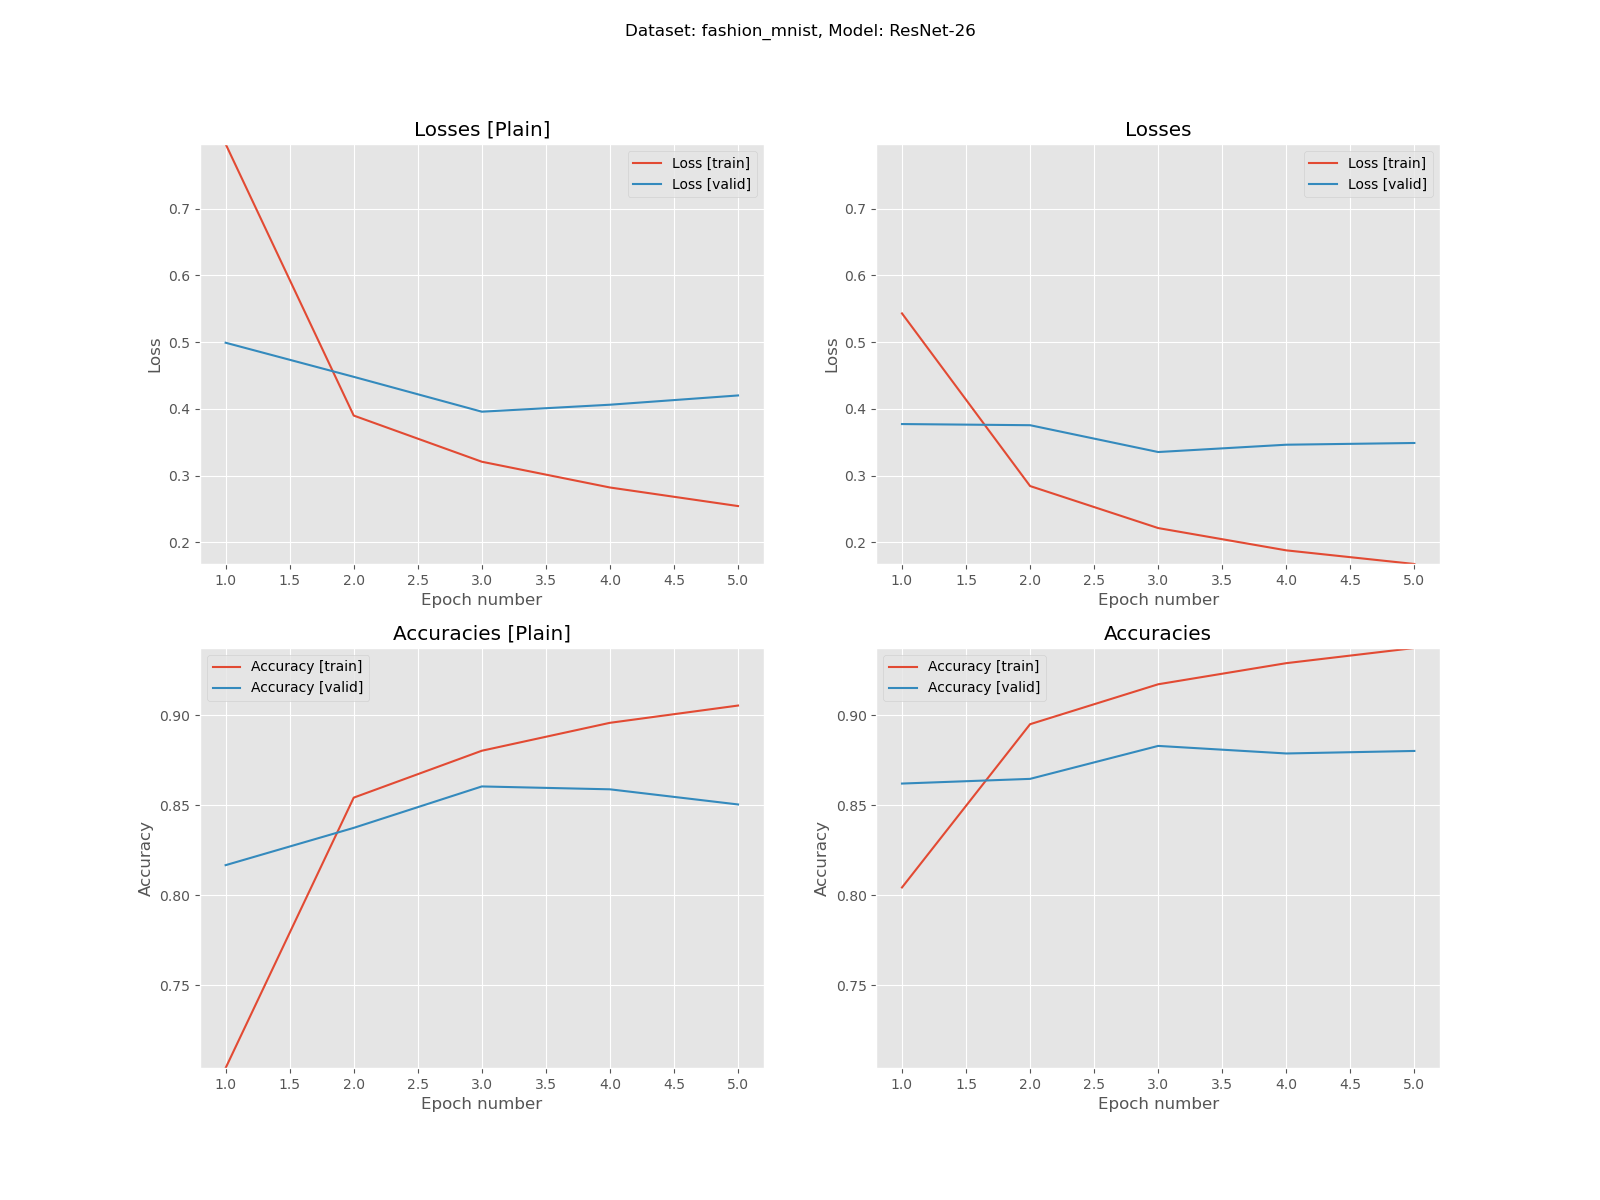 Dataset: fashion_mnist, Model: ResNet-26
Losses [Plain]
Loss [train]
Loss [valid]
0.7
0.6
0.5
0.4
0.3
0.2
Loss
1.0 1.5 2.0 2.5 3.0 3.5 4.0 4.5 5.0
Epoch number
Losses
Loss [train]
Loss [valid]
0.7
0.6
0.5
0.4
0.3
0.2
Loss
1.0 1.5 2.0 2.5 3.0 3.5 4.0 4.5 5.0
Epoch number
Accuracies [Plain]
Accuracy [train]
Accuracy [valid]
0.90
0.85
0.80
0.75
Accuracy
1.0 1.5 2.0 2.5 3.0 3.5 4.0 4.5 5.0
Epoch number
Accuracies
Accuracy [train]
Accuracy [valid]
0.90
0.85
0.80
0.75
Accuracy
1.0 1.5 2.0 2.5 3.0 3.5 4.0 4.5 5.0
Epoch number